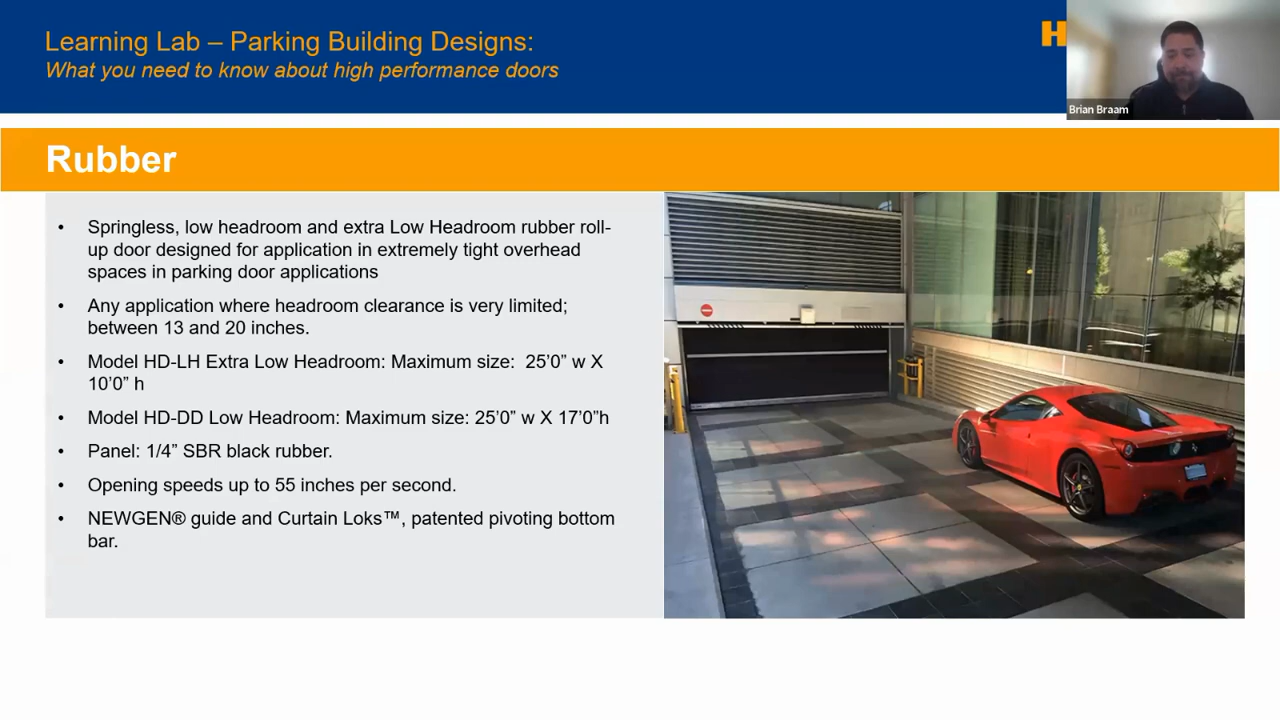 Learning Lab – Parking Building Designs:
What you need to know about high performance doors
H
Brian Braam
Rubber
• Springless, low headroom and extra Low Headroom rubber roll-
up door designed for application in extremely tight overhead
spaces in parking door applications
• Any application where headroom clearance is very limited;
between 13 and 20 inches.
• Model HD-LH Extra Low Headroom: Maximum size:  25’0” w X
10’0” h
• Model HD-DD Low Headroom: Maximum size: 25’0” w X 17’0”h
• Panel: 1/4” SBR black rubber.
• Opening speeds up to 55 inches per second.
• NEWGEN® guide and Curtain Loks™, patented pivoting bottom
bar.